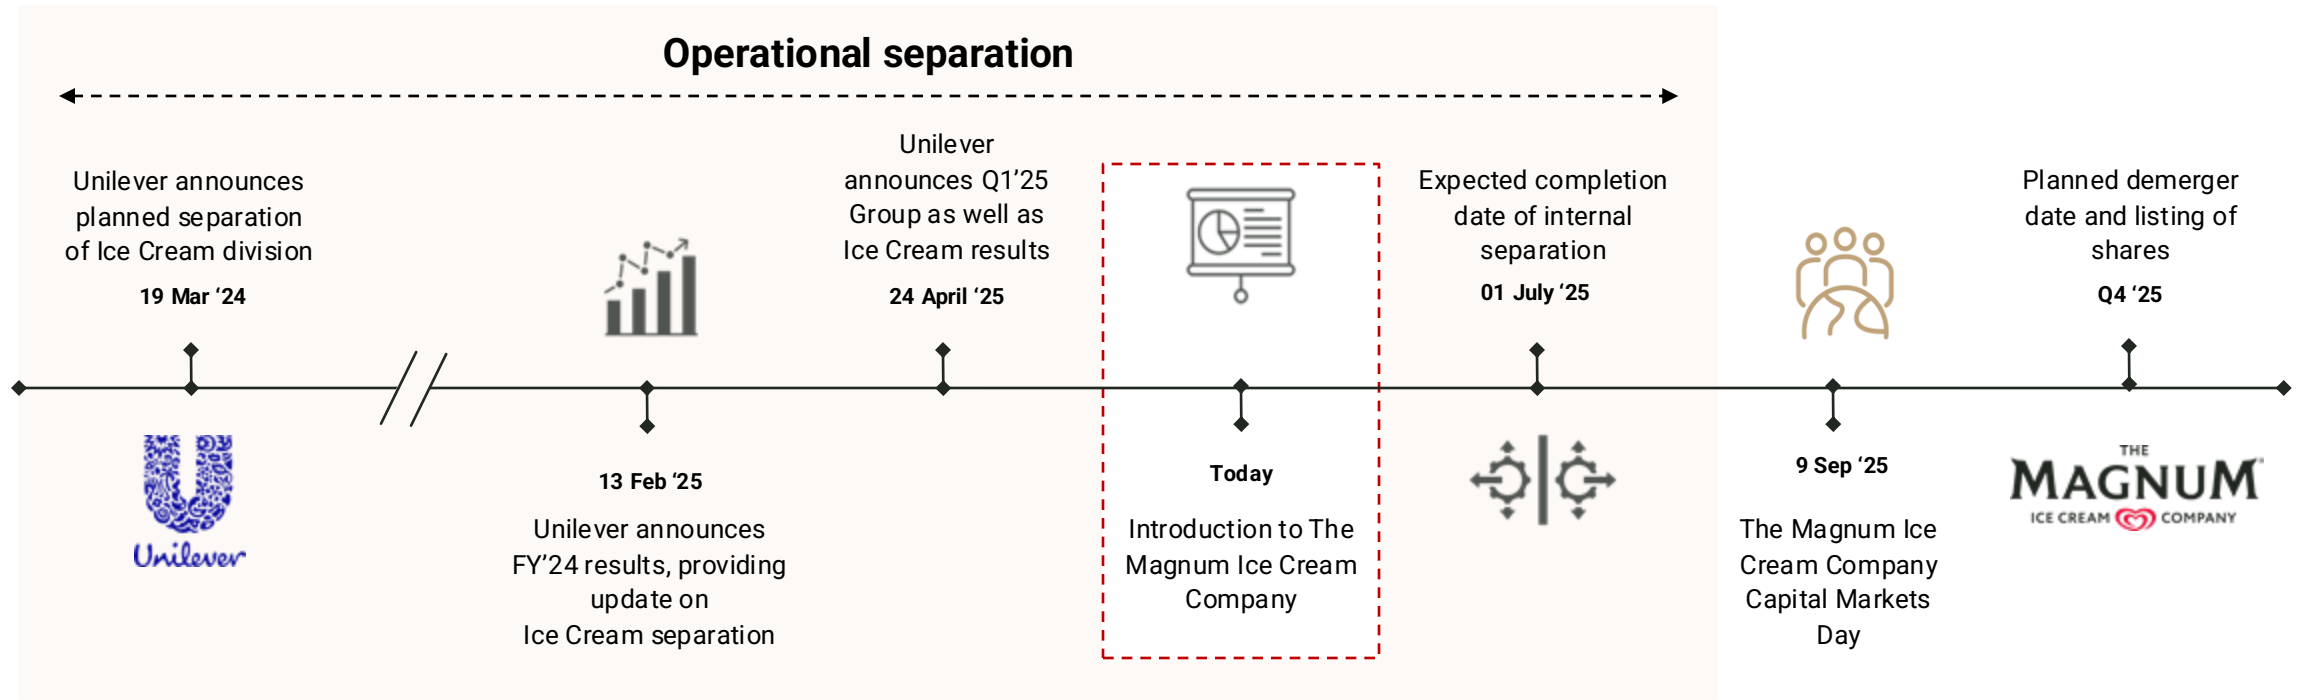 Operational separation
Unilever announces
planned separation
of Ice Cream division
19 Mar ‘24
Unilever
13 Feb ‘25
Unilever announces
FY’24 results, providing
update on
Ice Cream separation
Unilever
announces Q1’25
Group as well as
Ice Cream results
24 April ‘25
Today
Introduction to The
Magnum Ice Cream
Company
Expected completion
date of internal
separation
01 July ‘25
9 Sep ‘25
The Magnum Ice
Cream Company
Capital Markets
Day
Planned demerger
date and listing of
shares
Q4 ‘25
THE
MAGNUM
ICE CREAM COMPANY